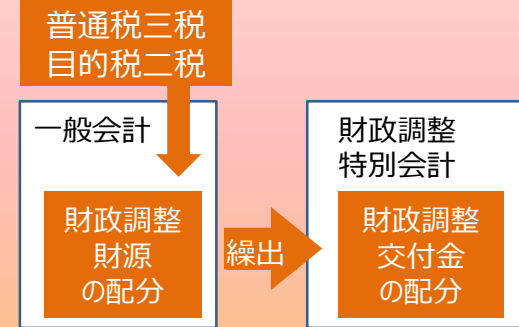 普通税三税
目的税二税
一般会計
財政調整
財源
の配分
繰出
財政調整
特別会計
財政調整
交付金
の配分